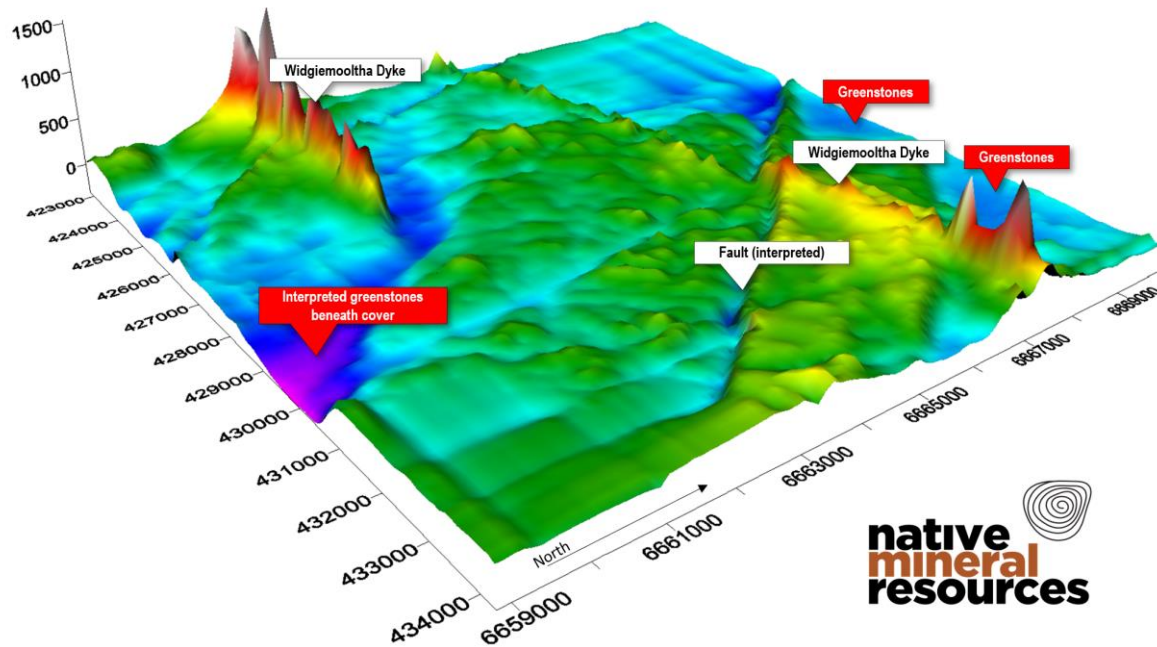 1500
1000
500
0
Widgiemooltha Dyke
Greenstones
Widgiemooltha Dyke
Greenstones
Fault (interpreted)
Interpreted greenstones
beneath cover
423000
424000
425000
426000
427000
428000
429000
430000
431000
432000
433000
434000
6659000
6661000
6663000
6665000
6667000
6669000
North
native
mineral
resources